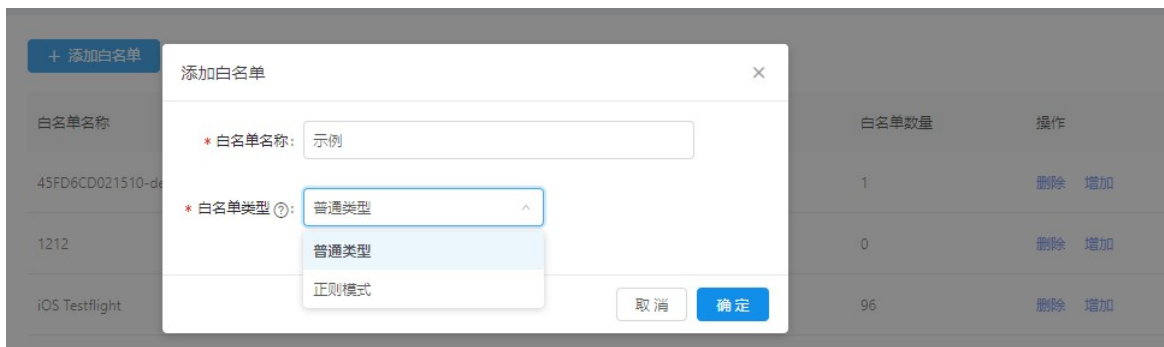 + 添加白名单
添加白名单
白名单名称
白名单数量
操作
* 白名单名称: 示例
45FD6CD021510-de
1
删除 增加
* 白名单类型?: 普通类型
1212
普通类型
0
删除 增加
正则模式
iOS Testflight
取消 确定
96
删除 增加